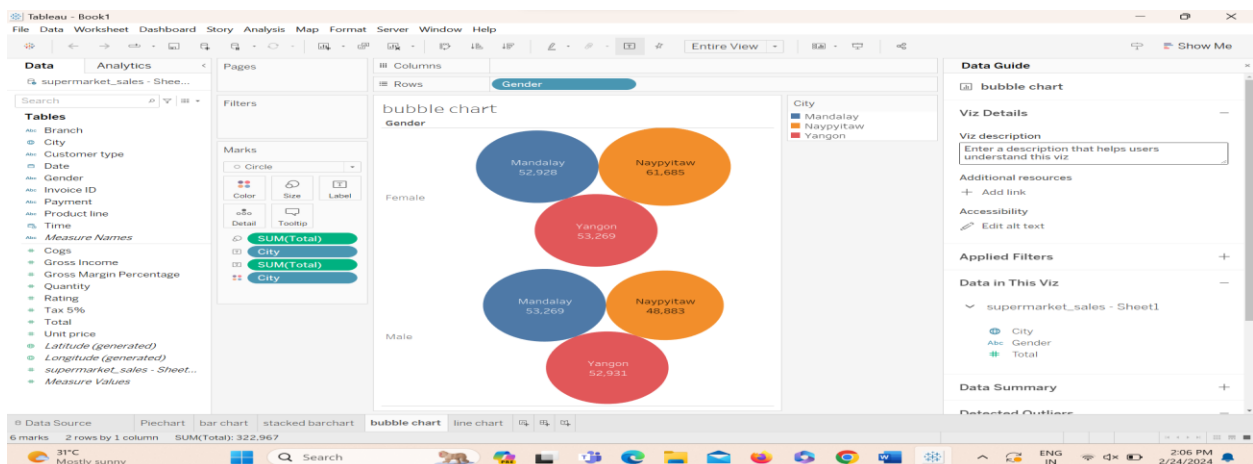 Tableau - Book1
File Data Worksheet Dashboard Story Analysis Map Format Server Window Help
Entire View
Show Me
Data
Analytics
supermarket_sales - Shee...
Search
Tables
Abc Branch
City
Abc Customer type
Date
Abc Gender
Abc Invoice ID
Abc Payment
Abc Product line
Time
Abc Measure Names
Cogs
Gross Income
Gross Margin Percentage
Quantity
Rating
Tax 5%
Total
Unit price
Latitude (generated)
Longitude (generated)
supermarket_sales - Sheet...
Measure Values
Pages
Filters
Marks
Circle
Color Size Label
Detail Tooltip
SUM(Total)
City
SUM(Total)
City
Columns
Rows Gender
bubble chart
Gender
Female
Mandalay
52,928
Naypyitaw
61,685
Yangon
53,269
Male
Mandalay
53,269
Naypyitaw
48,883
Yangon
52,931
City
Mandalay
Naypyitaw
Yangon
Data Guide
bubble chart
Viz Details
Viz description
Enter a description that helps users
understand this viz
Additional resources
+ Add link
Accessibility
Edit alt text
Applied Filters
Data in This Viz
supermarket_sales - Sheet1
City
Abc Gender
# Total
Data Summary
Detected Outliers
Data Source Piechart bar chart stacked barchart bubble chart line chart
6 marks 2 rows by 1 column SUM(Total): 322,967
31°C
Mostly sunny
Search
ENG
IN
2:06 PM
2/24/2024